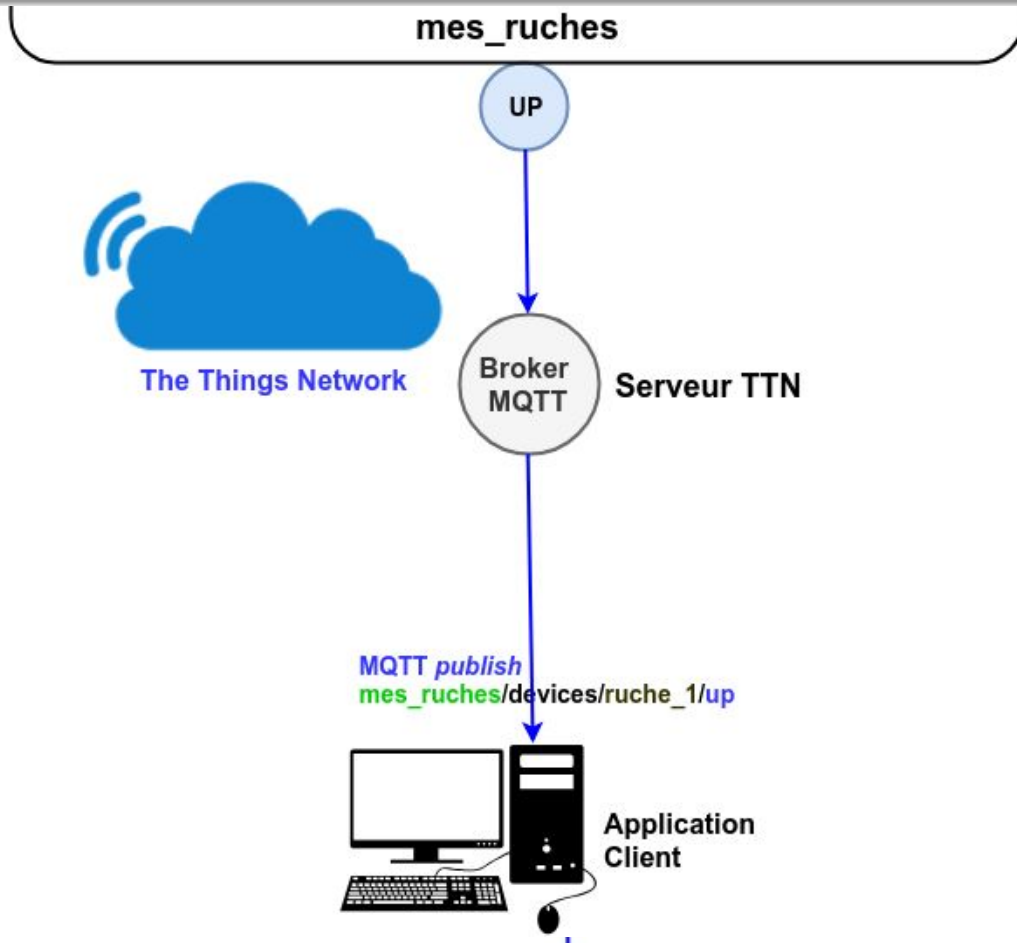 mes_ruches
UP
Broker
MQTT
Serveur TTN
The Things Network
MQTT publish
mes_ruches/devices/ruche_1/up
Application
Client